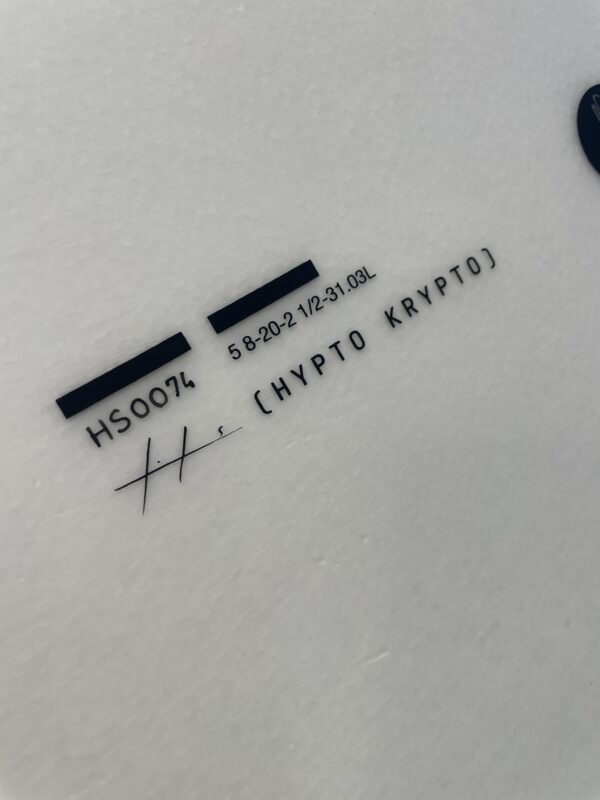 HS0074
5 8-20-2 1/2-31.03L
(HYPTO KRYPTO)